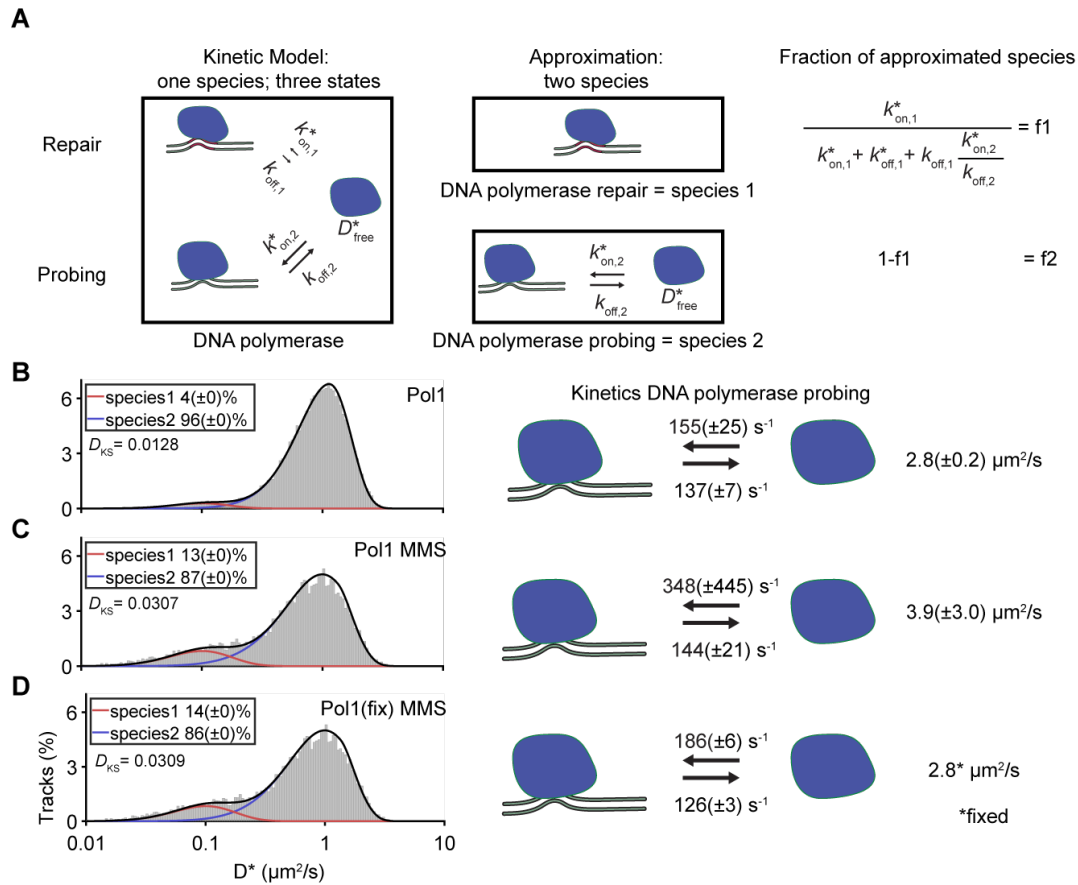 A
Kinetic Model:
one species; three states
Approximation:
two species
Fraction of approximated species
Repair
k*on,1
koff,1
D*free
k*on,2
koff,2
Probing
DNA polymerase
DNA polymerase repair = species 1
k*on,2
koff,2
D*free
DNA polymerase probing = species 2
k*on,1
k*on,1 + k*off,1 + koff,1 k*on,2 / koff,2 = f1
1-f1 = f2
B
species1 4(±0)%
species2 96(±0)%
DKS= 0.0128
Pol1
6
3
0
Kinetics DNA polymerase probing
155(±25) s-1
137(±7) s-1
2.8(±0.2) µm2/s
C
species1 13(±0)%
species2 87(±0)%
DKS= 0.0307
Pol1 MMS
6
3
0
348(±445) s-1
144(±21) s-1
3.9(±3.0) µm2/s
D
species1 14(±0)%
species2 86(±0)%
DKS= 0.0309
Pol1(fix) MMS
6
3
0
Tracks (%)
0.01 0.1 1 10
D* (µm2/s)
186(±6) s-1
126(±3) s-1
2.8* µm2/s
*fixed